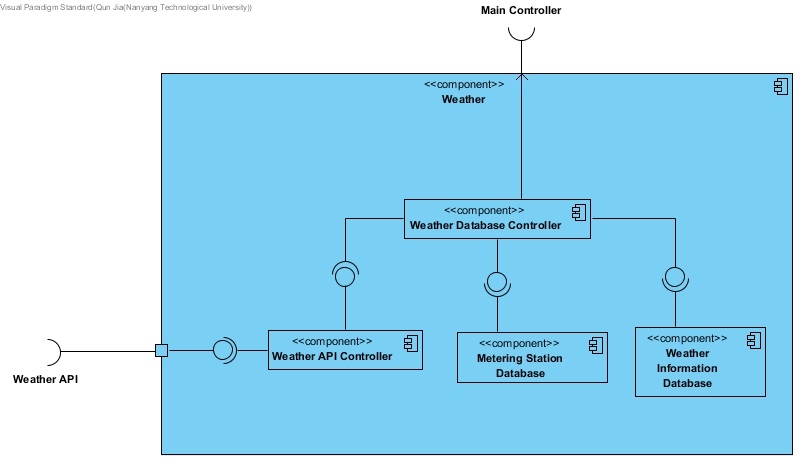 Visual Paradigm Standard(Qun Jia(Nanyang Technological University))
Main Controller
<<component>>
Weather
<<component>>
Weather Database Controller
<<component>>
Weather API Controller
<<component>>
Metering Station
Database
<<component>>
Weather
Information
Database
Weather API